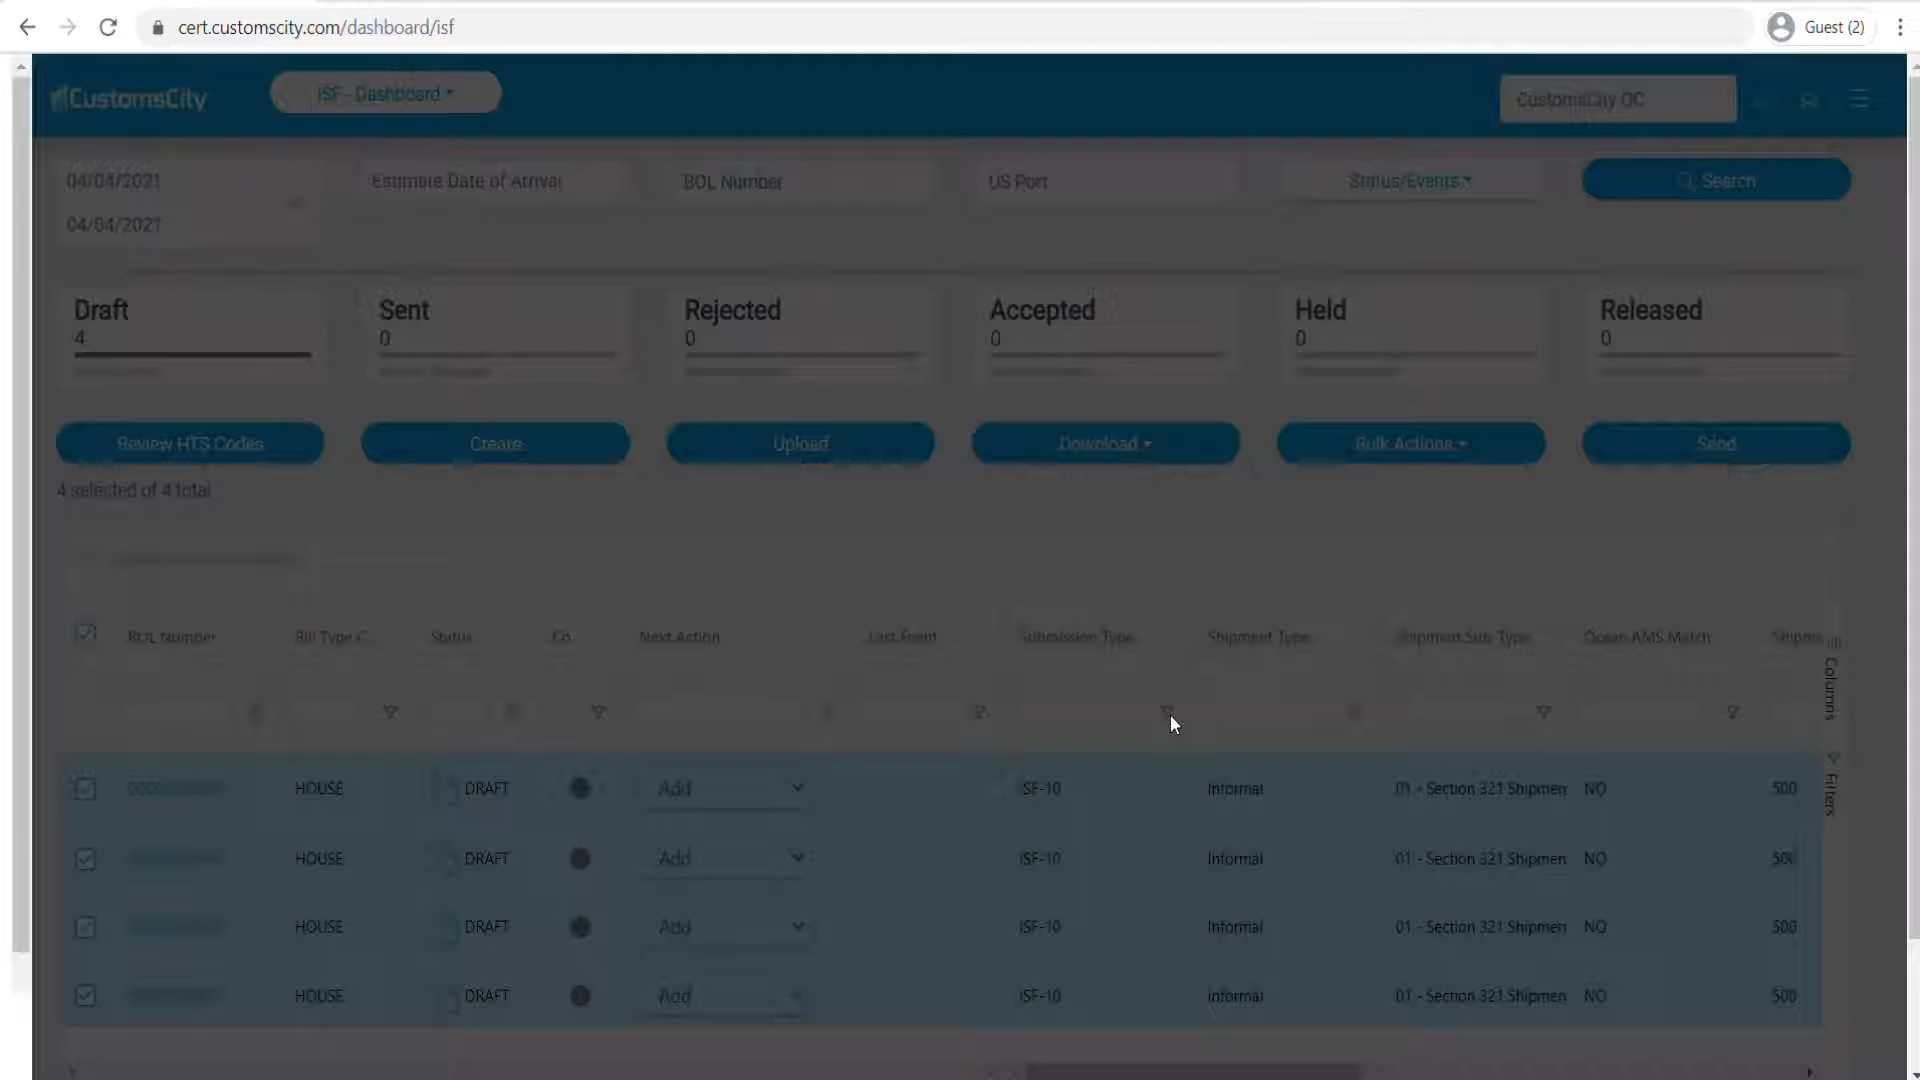 cert.customscity.com/dashboard/isf
Guest (2)
CustomsCity
ISF - Dashboard
CustomsCity QC
04/04/2021
04/04/2021
Estimate Date of Arrival
BOL Number
US Port
Status/Events
Search
Draft
4
Sent
0
Rejected
0
Accepted
0
Held
0
Released
0
Review HTS Codes
Create
Upload
Download
Bulk Actions
Send
4 selected of 4 total
BOL Number
Bill Type C...
Status
Co
Next Action
Last Event
Submission Type
Shipment Type
Shipment Sub-Type
Ocean AMS Match
Shipm
Columns
Filters
HOUSE DRAFT Add ISF-10 Informal 01 - Section 321 Shipmen NO 500
HOUSE DRAFT Add ISF-10 Informal 01 - Section 321 Shipmen NO 500
HOUSE DRAFT Add ISF-10 Informal 01 - Section 321 Shipmen NO 500
HOUSE DRAFT Add ISF-10 Informal 01 - Section 321 Shipmen NO 500